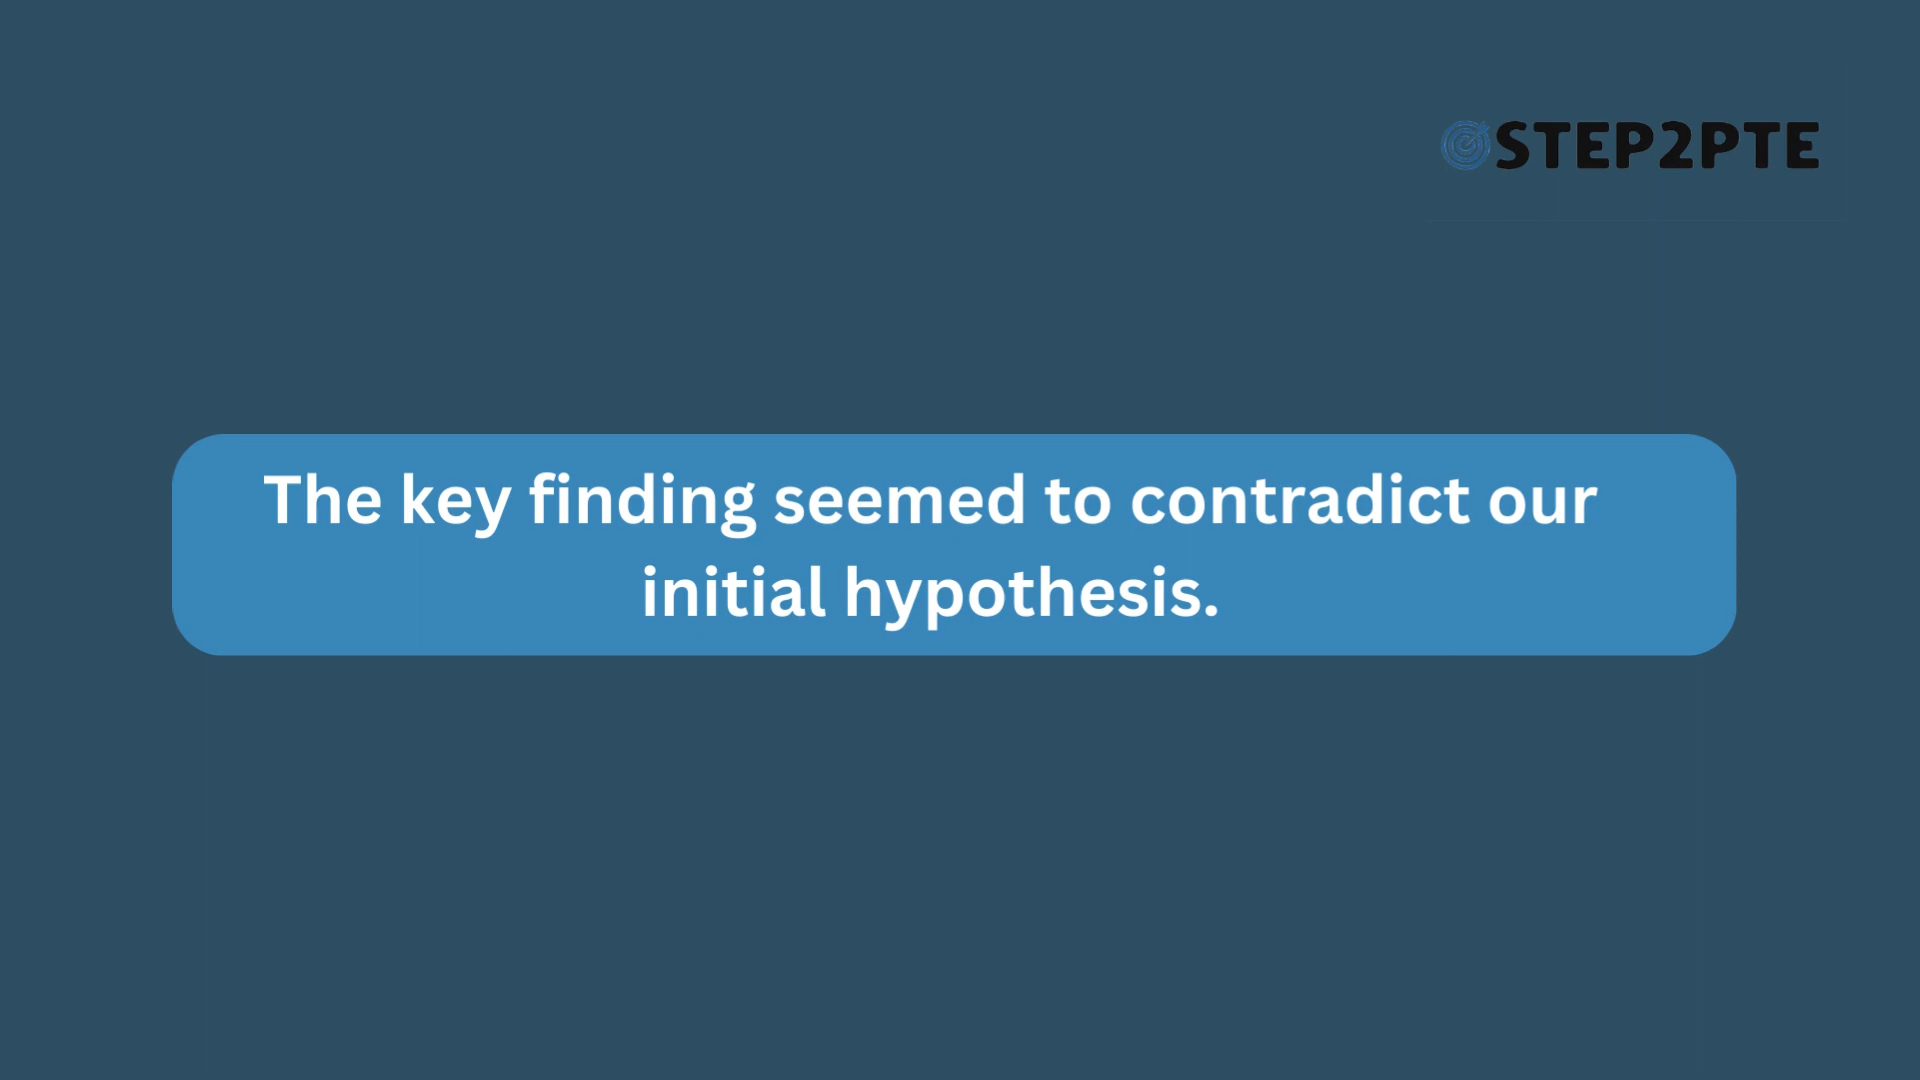 STEP2PTE
The key finding seemed to contradict our
initial hypothesis.